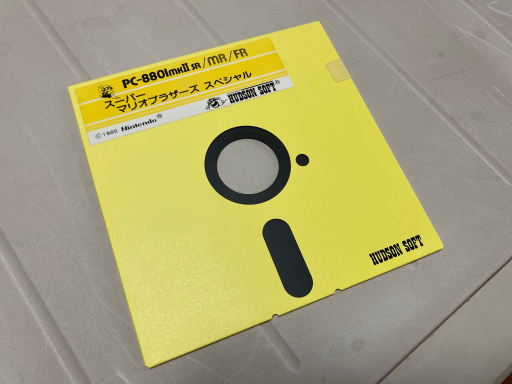 PC-8801mkII SR/MR/FR
スーパー
マリオブラザーズ スペシャル
©1985 Nintendo®
HUDSON SOFT®
HUDSON SOFT